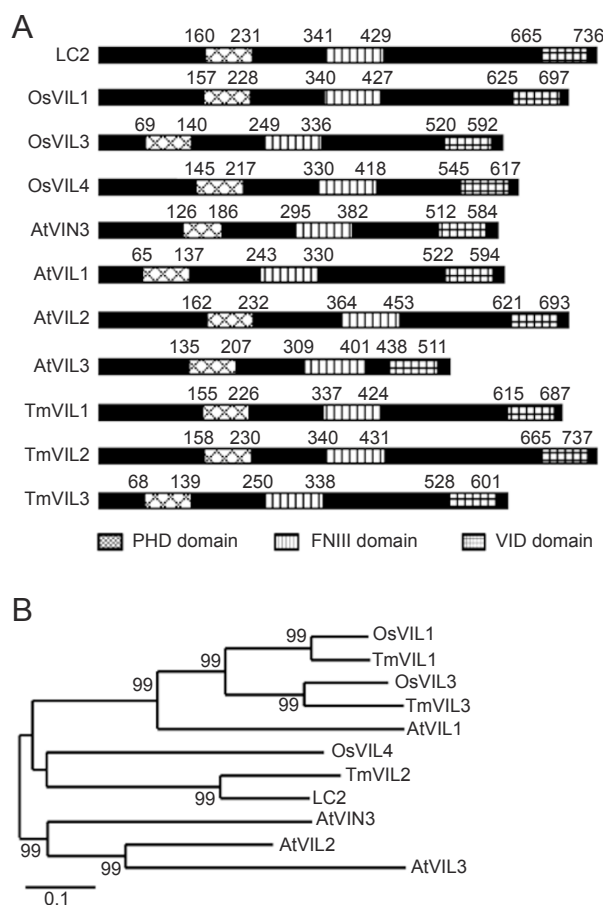 A
160 231 341 429 665 736
LC2
157 228 340 427 625 697
OsVIL1
69 140 249 336 520 592
OsVIL3
145 217 330 418 545 617
OsVIL4
126 186 295 382 512 584
AtVIN3
65 137 243 330 522 594
AtVIL1
162 232 364 453 621 693
AtVIL2
135 207 309 401 438 511
AtVIL3
155 226 337 424 615 687
TmVIL1
158 230 340 431 665 737
TmVIL2
68 139 250 338 528 601
TmVIL3
PHD domain FNIII domain VID domain
B
OsVIL1
99
TmVIL1
99
OsVIL3
99
99
TmVIL3
AtVIL1
OsVIL4
TmVIL2
99
LC2
AtVIN3
99
AtVIL2
99
AtVIL3
0.1